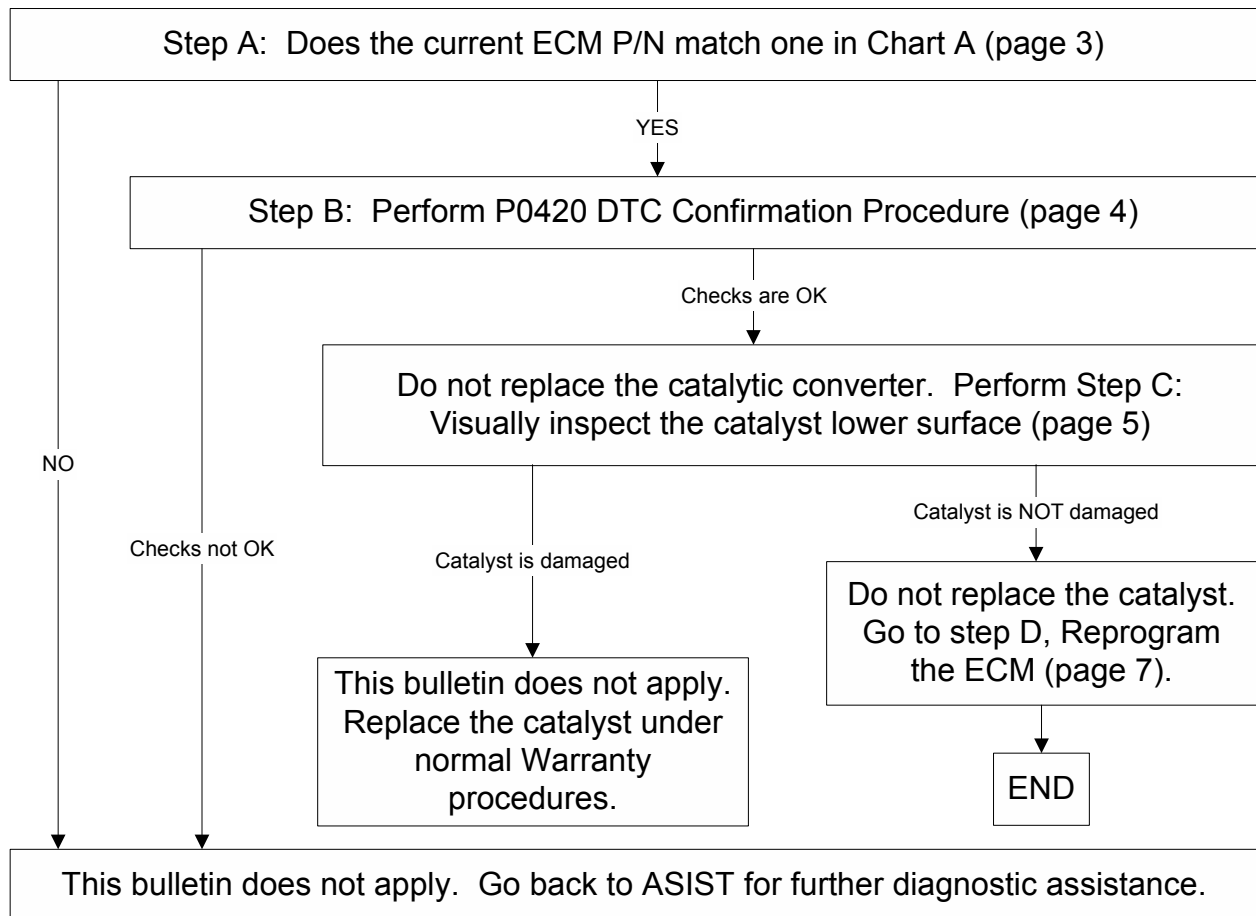 Step A:  Does the current ECM P/N match one in Chart A (page 3)
YES
Step B:  Perform P0420 DTC Confirmation Procedure (page 4)
Checks are OK
Do not replace the catalytic converter.  Perform Step C:
Visually inspect the catalyst lower surface (page 5)
NO
Checks not OK
Catalyst is damaged
Catalyst is NOT damaged
This bulletin does not apply.
Replace the catalyst under
normal Warranty
procedures.
Do not replace the catalyst.
Go to step D, Reprogram
the ECM (page 7).
END
This bulletin does not apply.  Go back to ASIST for further diagnostic assistance.